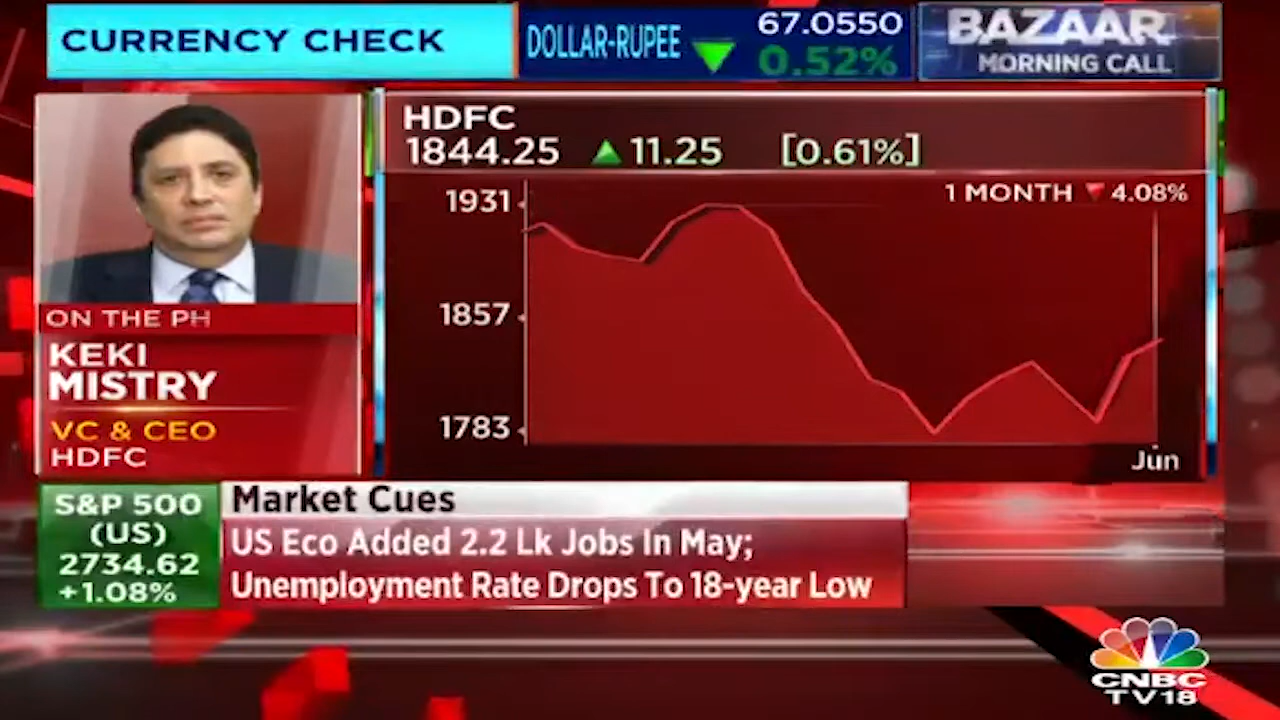 CURRENCY CHECK
DOLLAR-RUPEE
67.0550
0.52%
BAZAAR
MORNING CALL
HDFC
1844.25 ▲ 11.25 [0.61%]
1 MONTH ▼ 4.08%
1931
1857
1783
Jun
ON THE PH
KEKI
MISTRY
VC & CEO
HDFC
S&P 500
(US)
2734.62
+1.08%
Market Cues
US Eco Added 2.2 Lk Jobs In May;
Unemployment Rate Drops To 18-year Low
CNBC
TV18